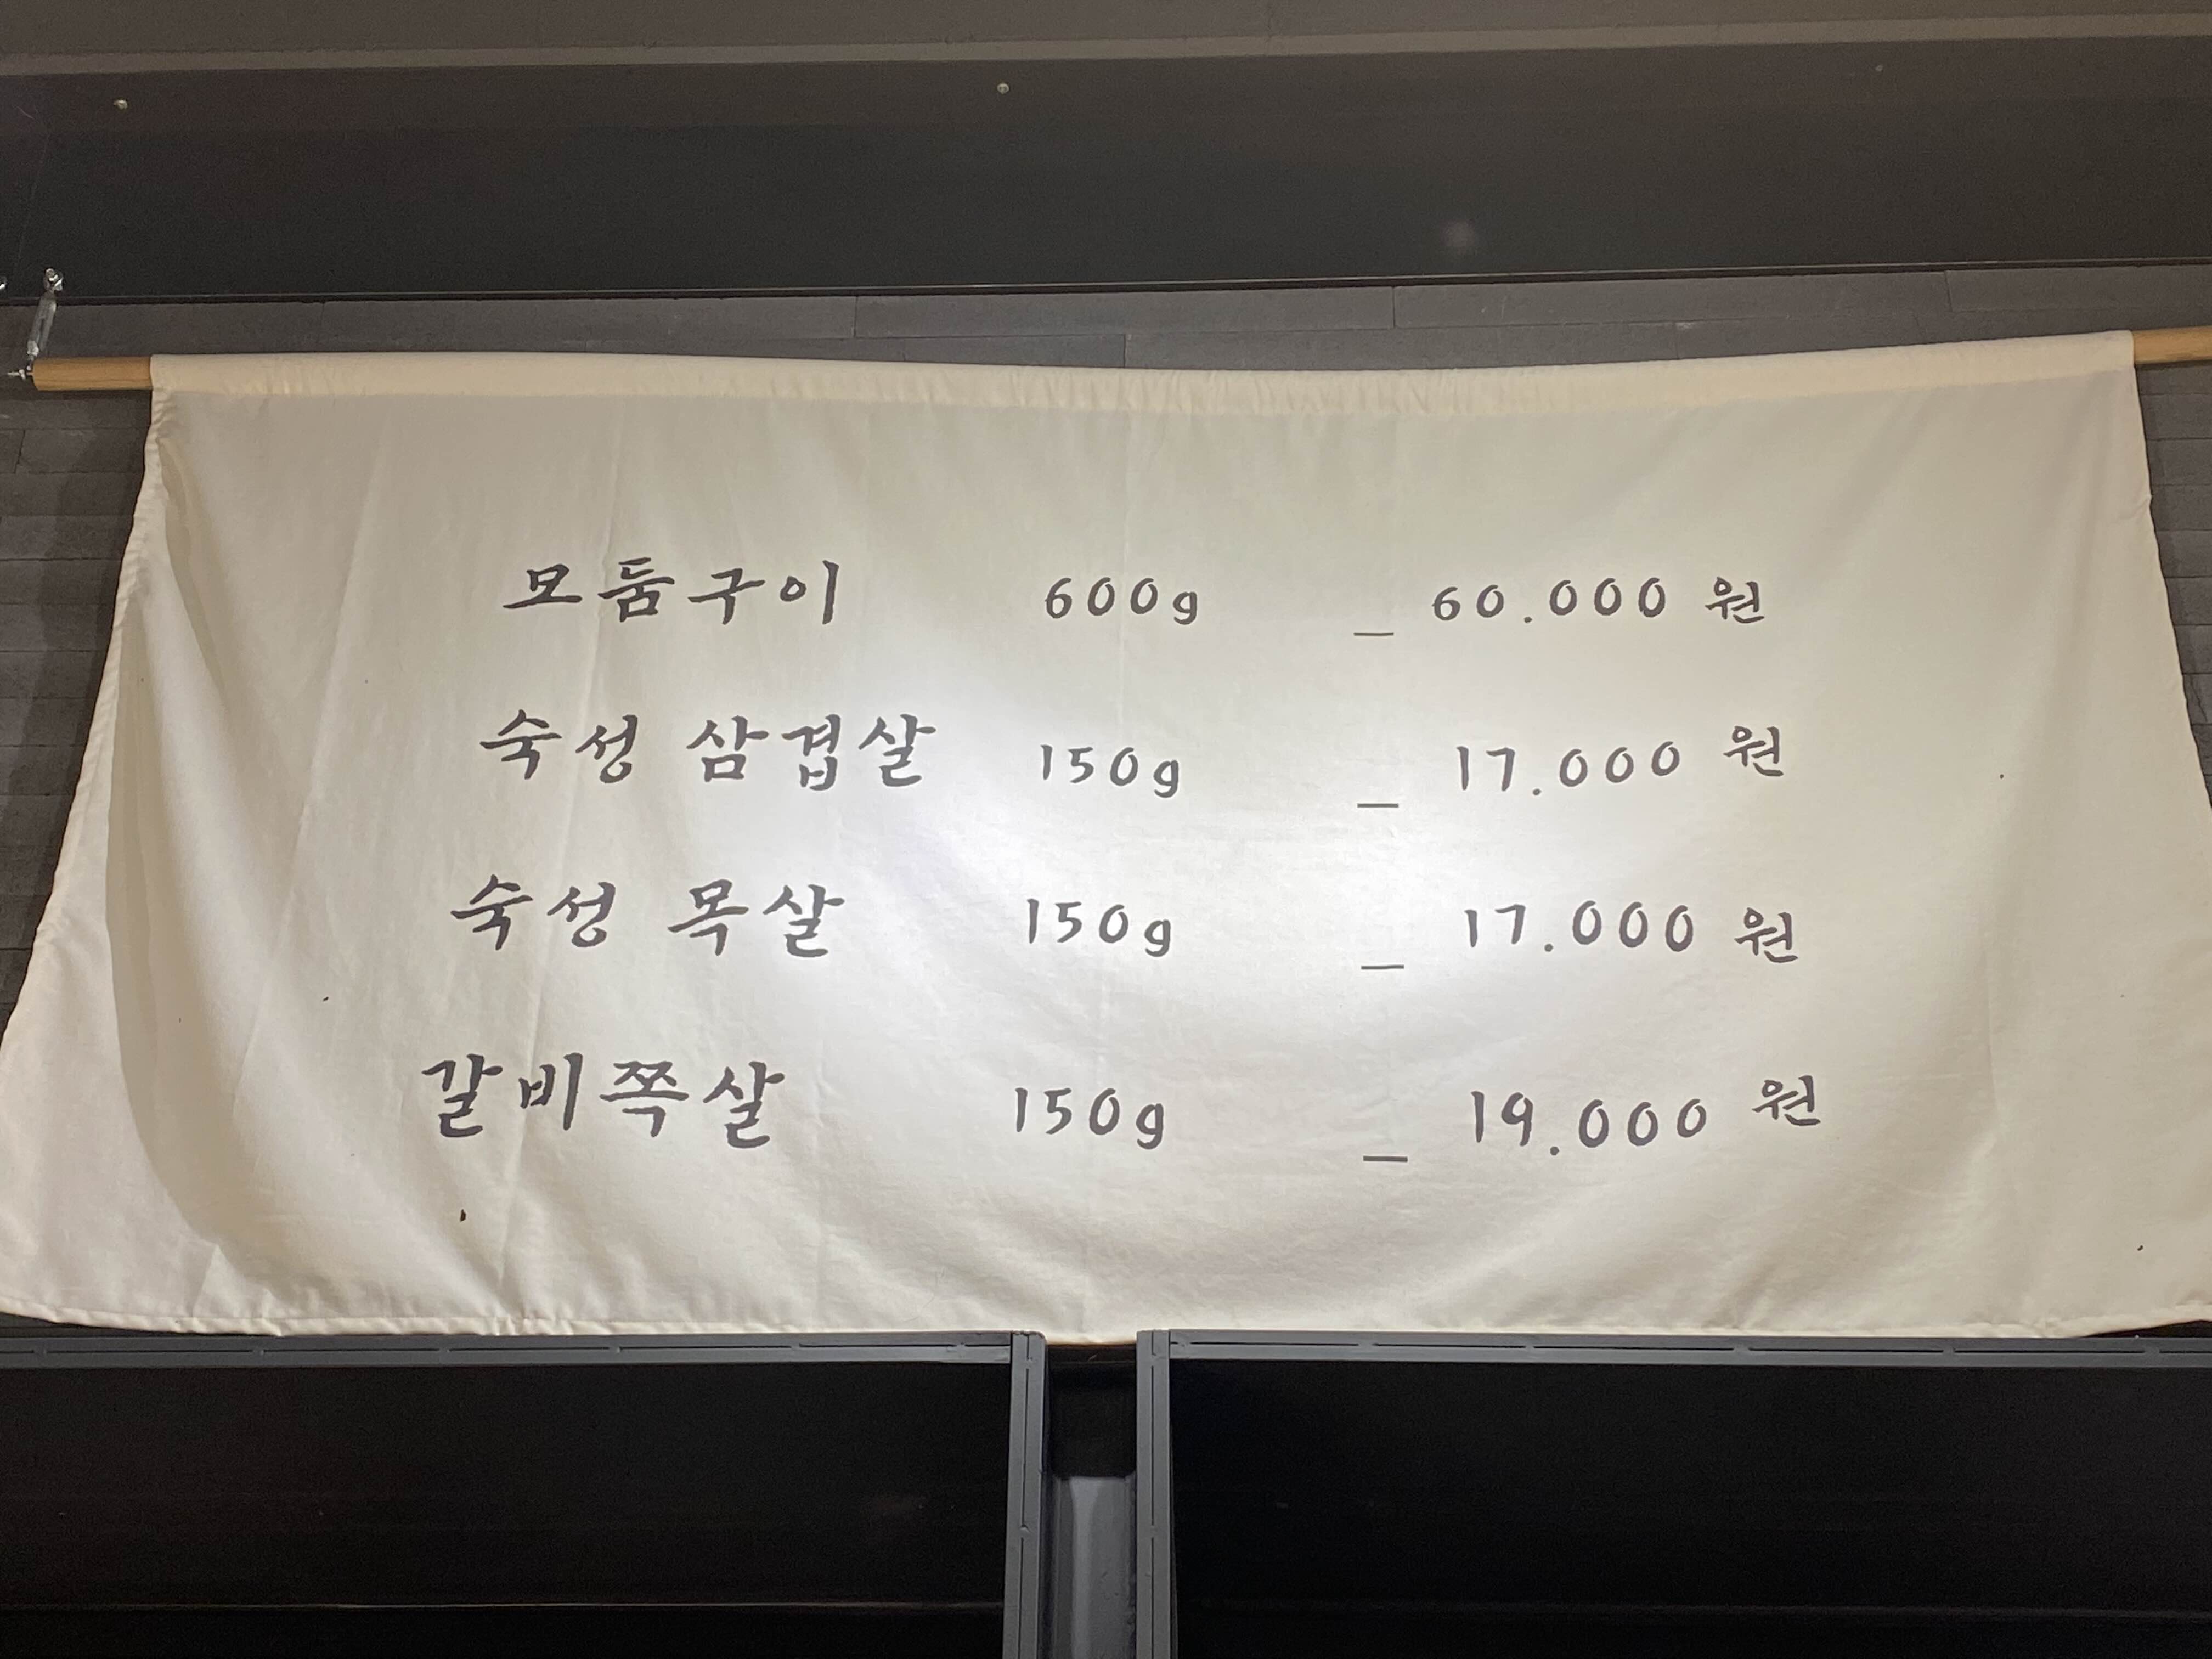 모둠구이 600g _ 60.000 원
숙성 삼겹살 150g _ 17.000 원
숙성 목살 150g _ 17.000 원
갈비쪽살 150g _ 19.000 원